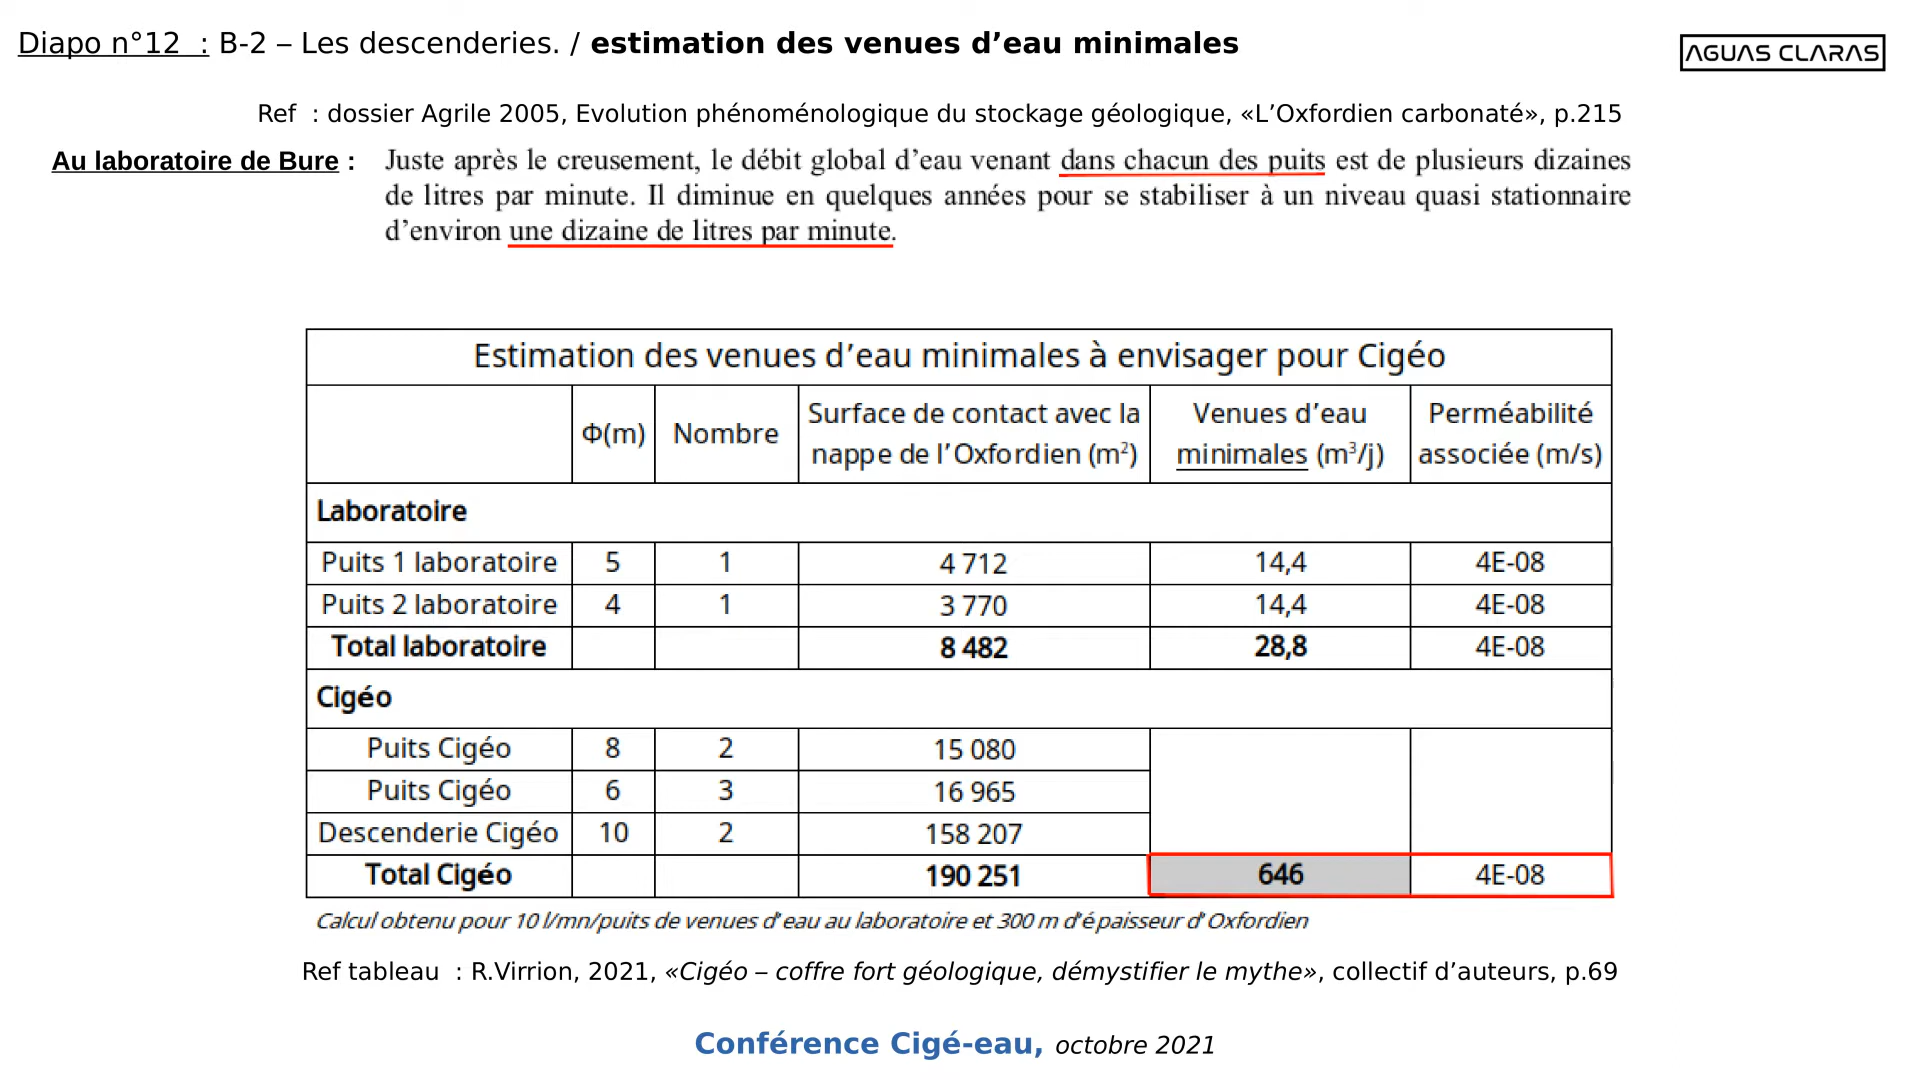 Diapo n°12 : B-2 – Les descenderies. / estimation des venues d’eau minimales
AGUAS CLARAS
Ref : dossier Agrile 2005, Evolution phénoménologique du stockage géologique, «L’Oxfordien carbonaté», p.215
Au laboratoire de Bure :
Juste après le creusement, le débit global d’eau venant dans chacun des puits est de plusieurs dizaines
de litres par minute. Il diminue en quelques années pour se stabiliser à un niveau quasi stationnaire
d’environ une dizaine de litres par minute.
Estimation des venues d’eau minimales à envisager pour Cigéo
Φ(m) Nombre Surface de contact avec la nappe de l’Oxfordien (m²) Venues d’eau minimales (m³/j) Perméabilité associée (m/s)
Laboratoire
Puits 1 laboratoire 5 1 4 712 14,4 4E-08
Puits 2 laboratoire 4 1 3 770 14,4 4E-08
Total laboratoire 8 482 28,8 4E-08
Cigéo
Puits Cigéo 8 2 15 080
Puits Cigéo 6 3 16 965
Descenderie Cigéo 10 2 158 207
Total Cigéo 190 251 646 4E-08
Calcul obtenu pour 10 l/mn/puits de venues d’eau au laboratoire et 300 m d’épaisseur d’Oxfordien
Ref tableau : R.Virrion, 2021, «Cigéo – coffre fort géologique, démystifier le mythe», collectif d’auteurs, p.69
Conférence Cigé-eau, octobre 2021